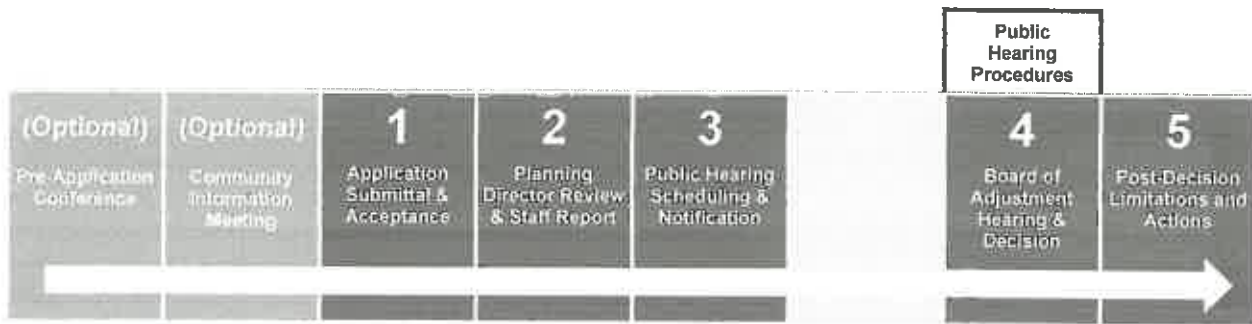 Public
Hearing
Procedures
(Optional)
Pre-Application
Conference
(Optional)
Community
Information
Meeting
1
Application
Submittal &
Acceptance
2
Planning
Director Review
& Staff Report
3
Public Hearing
Scheduling &
Notification
4
Board of
Adjustment
Hearing &
Decision
5
Post-Decision
Limitations and
Actions